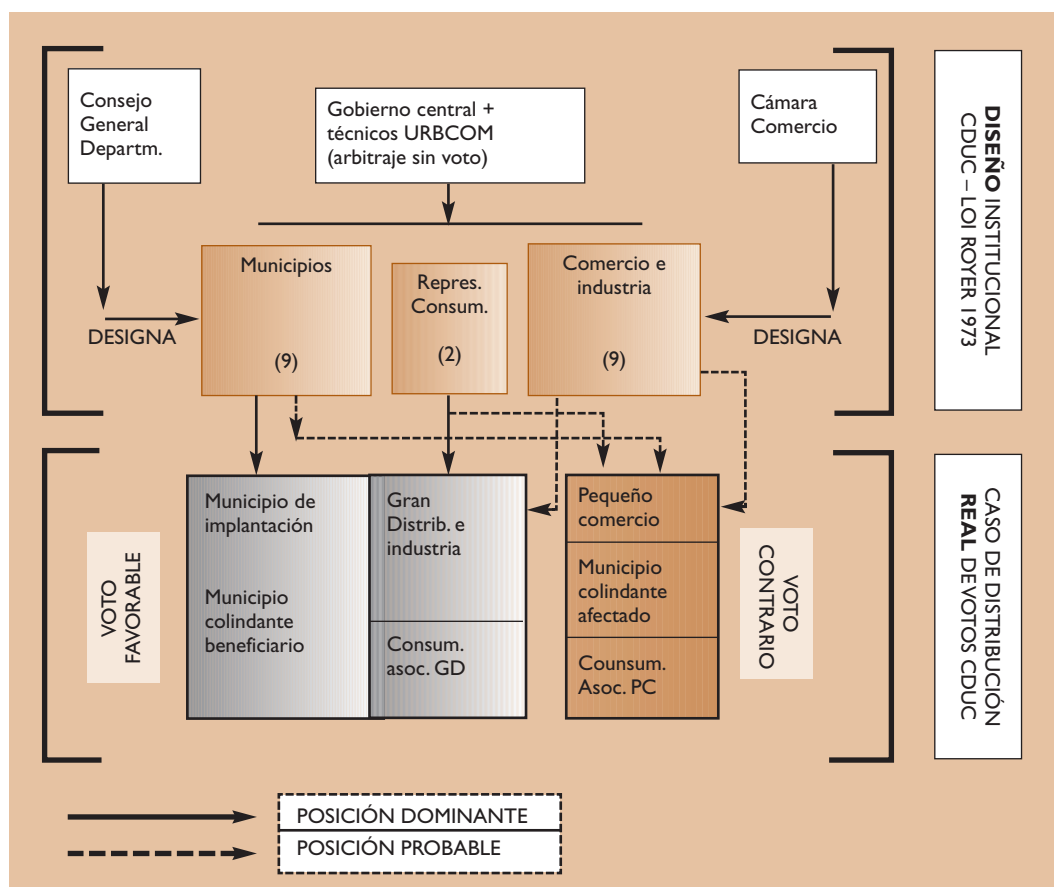 Consejo
General
Departm.
Gobierno central +
técnicos URBCOM
(arbitraje sin voto)
Cámara
Comercio
DISEÑO INSTITUCIONAL
CDUC – LOI ROYER 1973
Municipios
(9)
Repres.
Consum.
(2)
Comercio e
industria
(9)
DESIGNA
DESIGNA
VOTO
FAVORABLE
Municipio de
implantación
Municipio
colindante
beneficiario
Gran
Distrib. e
industria
Consum.
asoc. GD
Pequeño
comercio
Municipio
colindante
afectado
Counsum.
Asoc. PC
VOTO
CONTRARIO
CASO DE DISTRIBUCIÓN
REAL DE VOTOS CDUC
POSICIÓN DOMINANTE
POSICIÓN PROBABLE